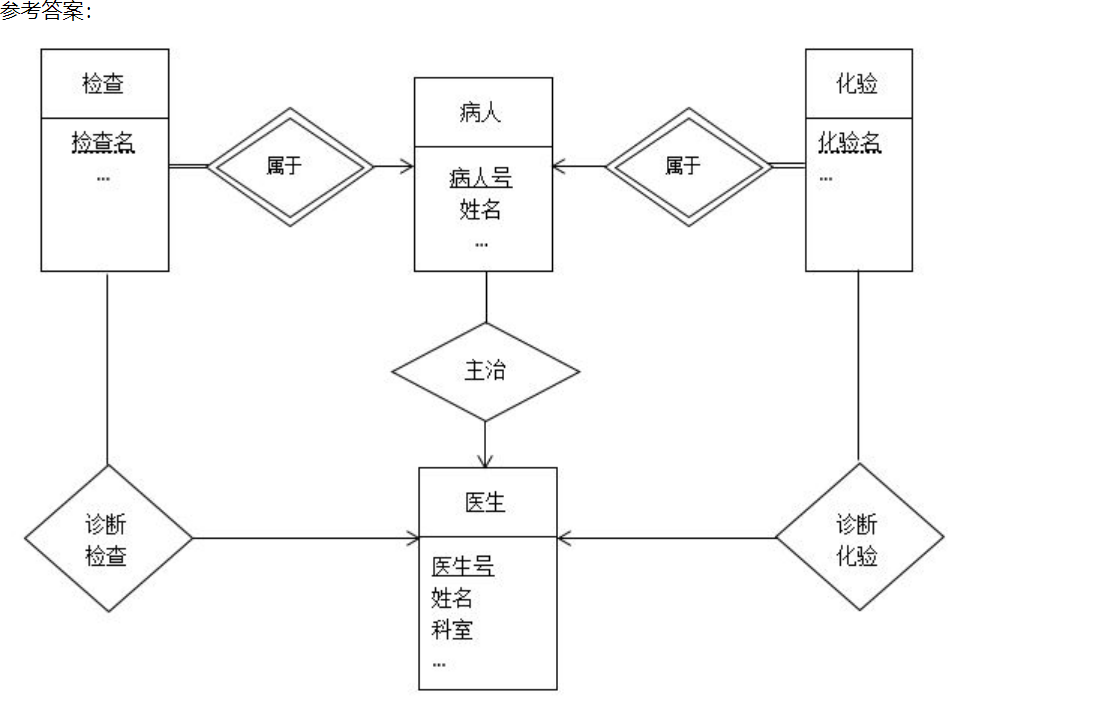 参考答案:
检查
检查名
...
属于
病人
病人号
姓名
...
属于
化验
化验名
...
主治
诊断
检查
医生
医生号
姓名
科室
...
诊断
化验